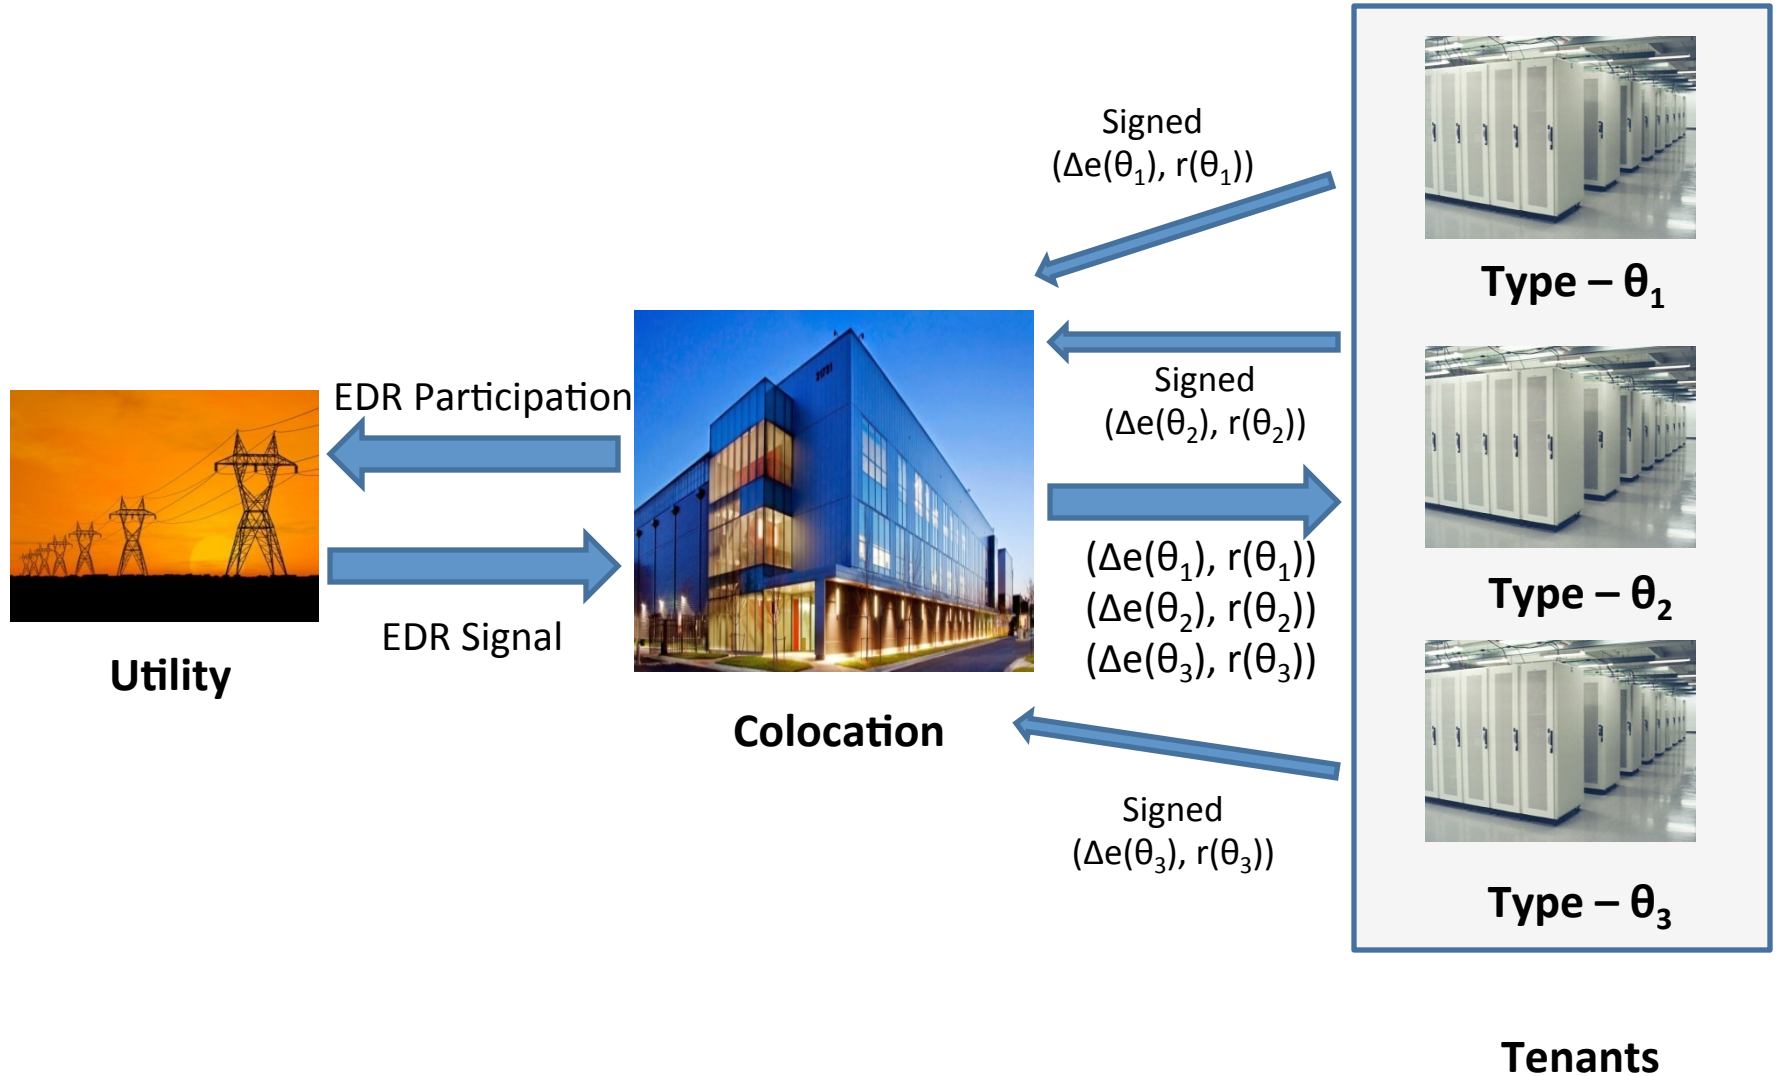 Signed
(Δe(θ1), r(θ1))
Type – θ1
EDR Participation
Signed
(Δe(θ2), r(θ2))
(Δe(θ1), r(θ1))
(Δe(θ2), r(θ2))
(Δe(θ3), r(θ3))
Type – θ2
EDR Signal
Utility
Colocation
Signed
(Δe(θ3), r(θ3))
Type – θ3
Tenants